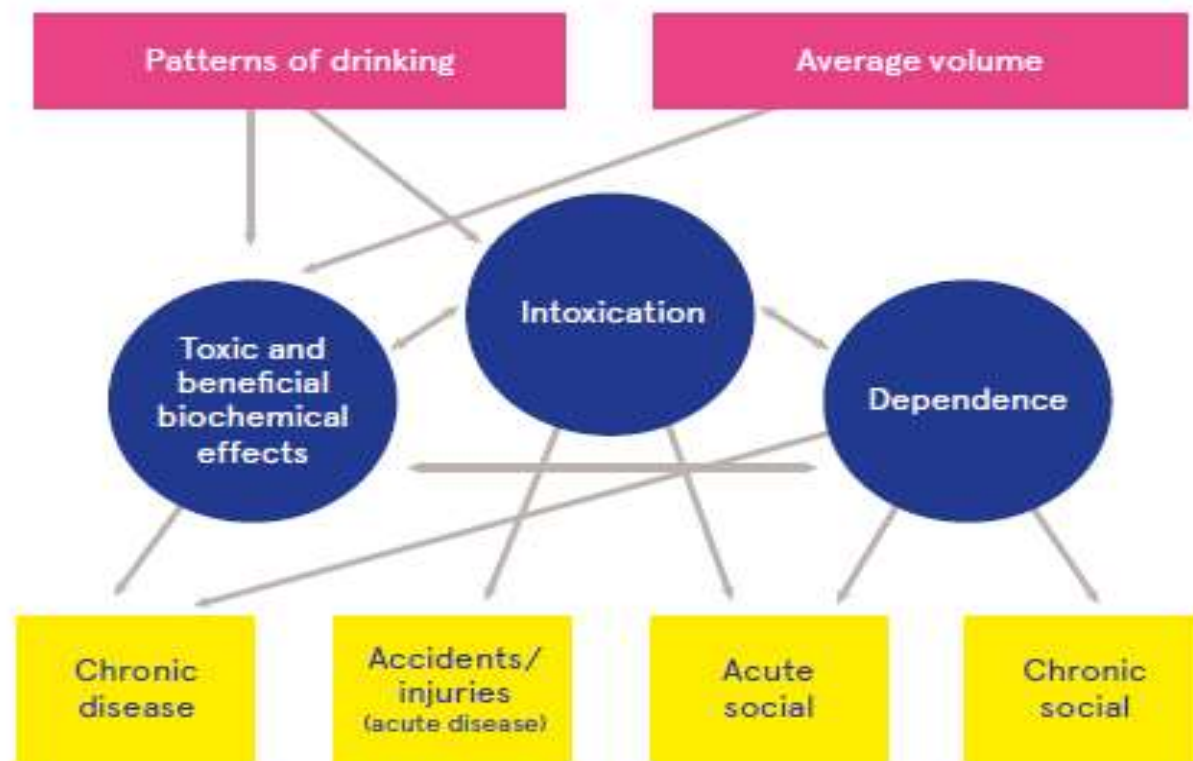 Patterns of drinking
Average volume
Intoxication
Toxic and
beneficial
biochemical
effects
Dependence
Chronic
disease
Accidents/
injuries
(acute disease)
Acute
social
Chronic
social